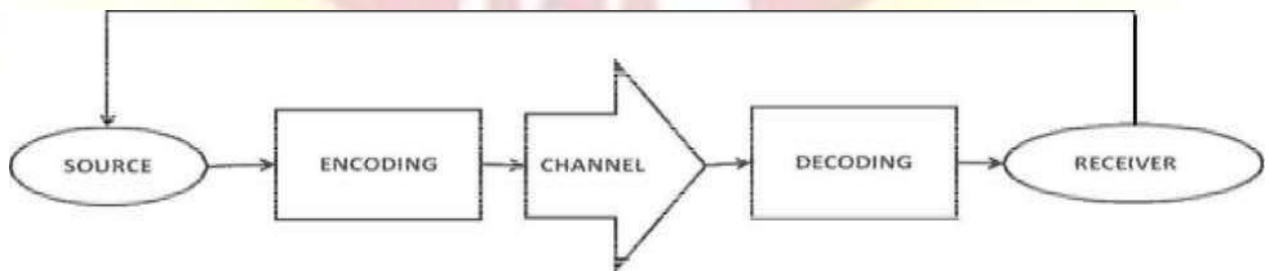 SOURCE
ENCODING
CHANNEL
DECODING
RECEIVER